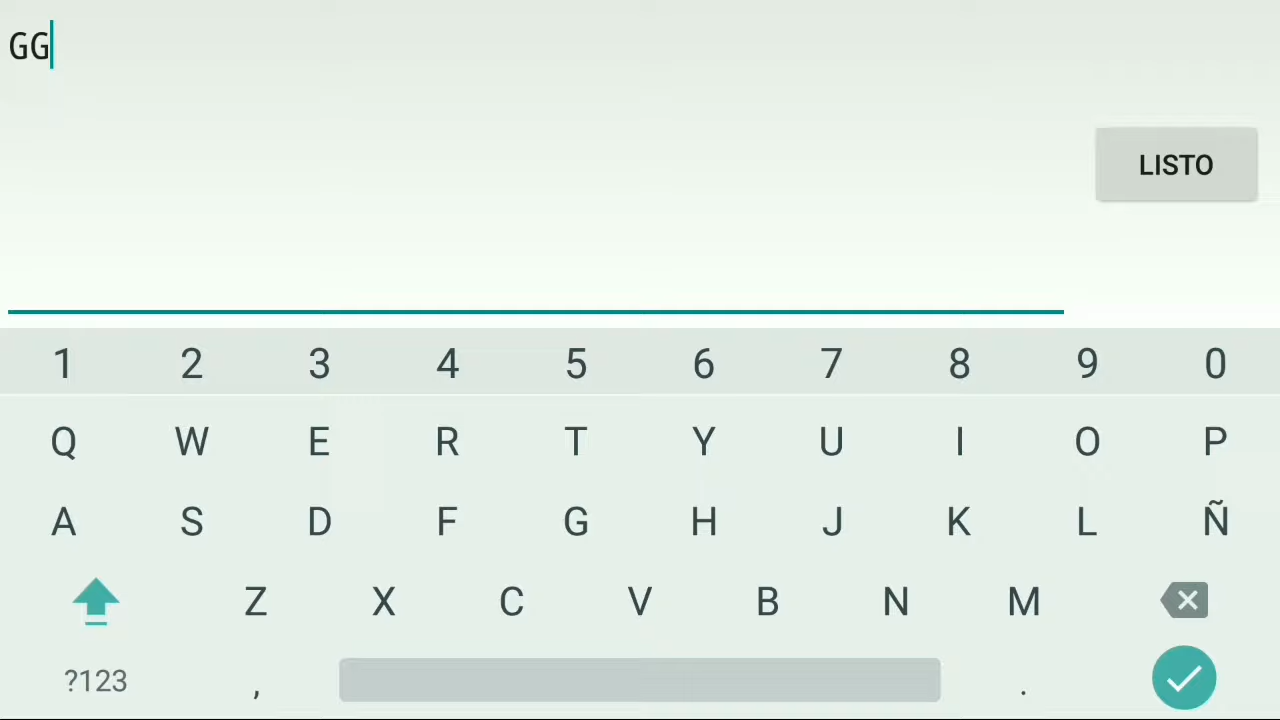 GG
LISTO
1 2 3 4 5 6 7 8 9 0
Q W E R T Y U I O P
A S D F G H J K L Ñ
Z X C V B N M
?123 , .